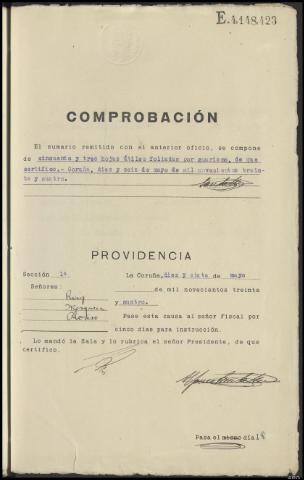 E.4.148.423
COMPROBACIÓN
El sumario remitido con el anterior oficio, se compone
de cincuenta y tres hojas útiles foliadas por guarismo, de que
certifico.- Coruña, diez y seis de mayo de mil novecientos trein-
ta y cuatro.
PROVIDENCIA
Sección 1ª La Coruña, diez y siete de mayo
Señores: de mil novecientos treinta
y cuatro.
Pase esta causa al señor fiscal por
cinco días para instrucción.
Lo mandó la Sala y lo rubrica el señor Presidente, de que
certifico.
Pasa el mismo día